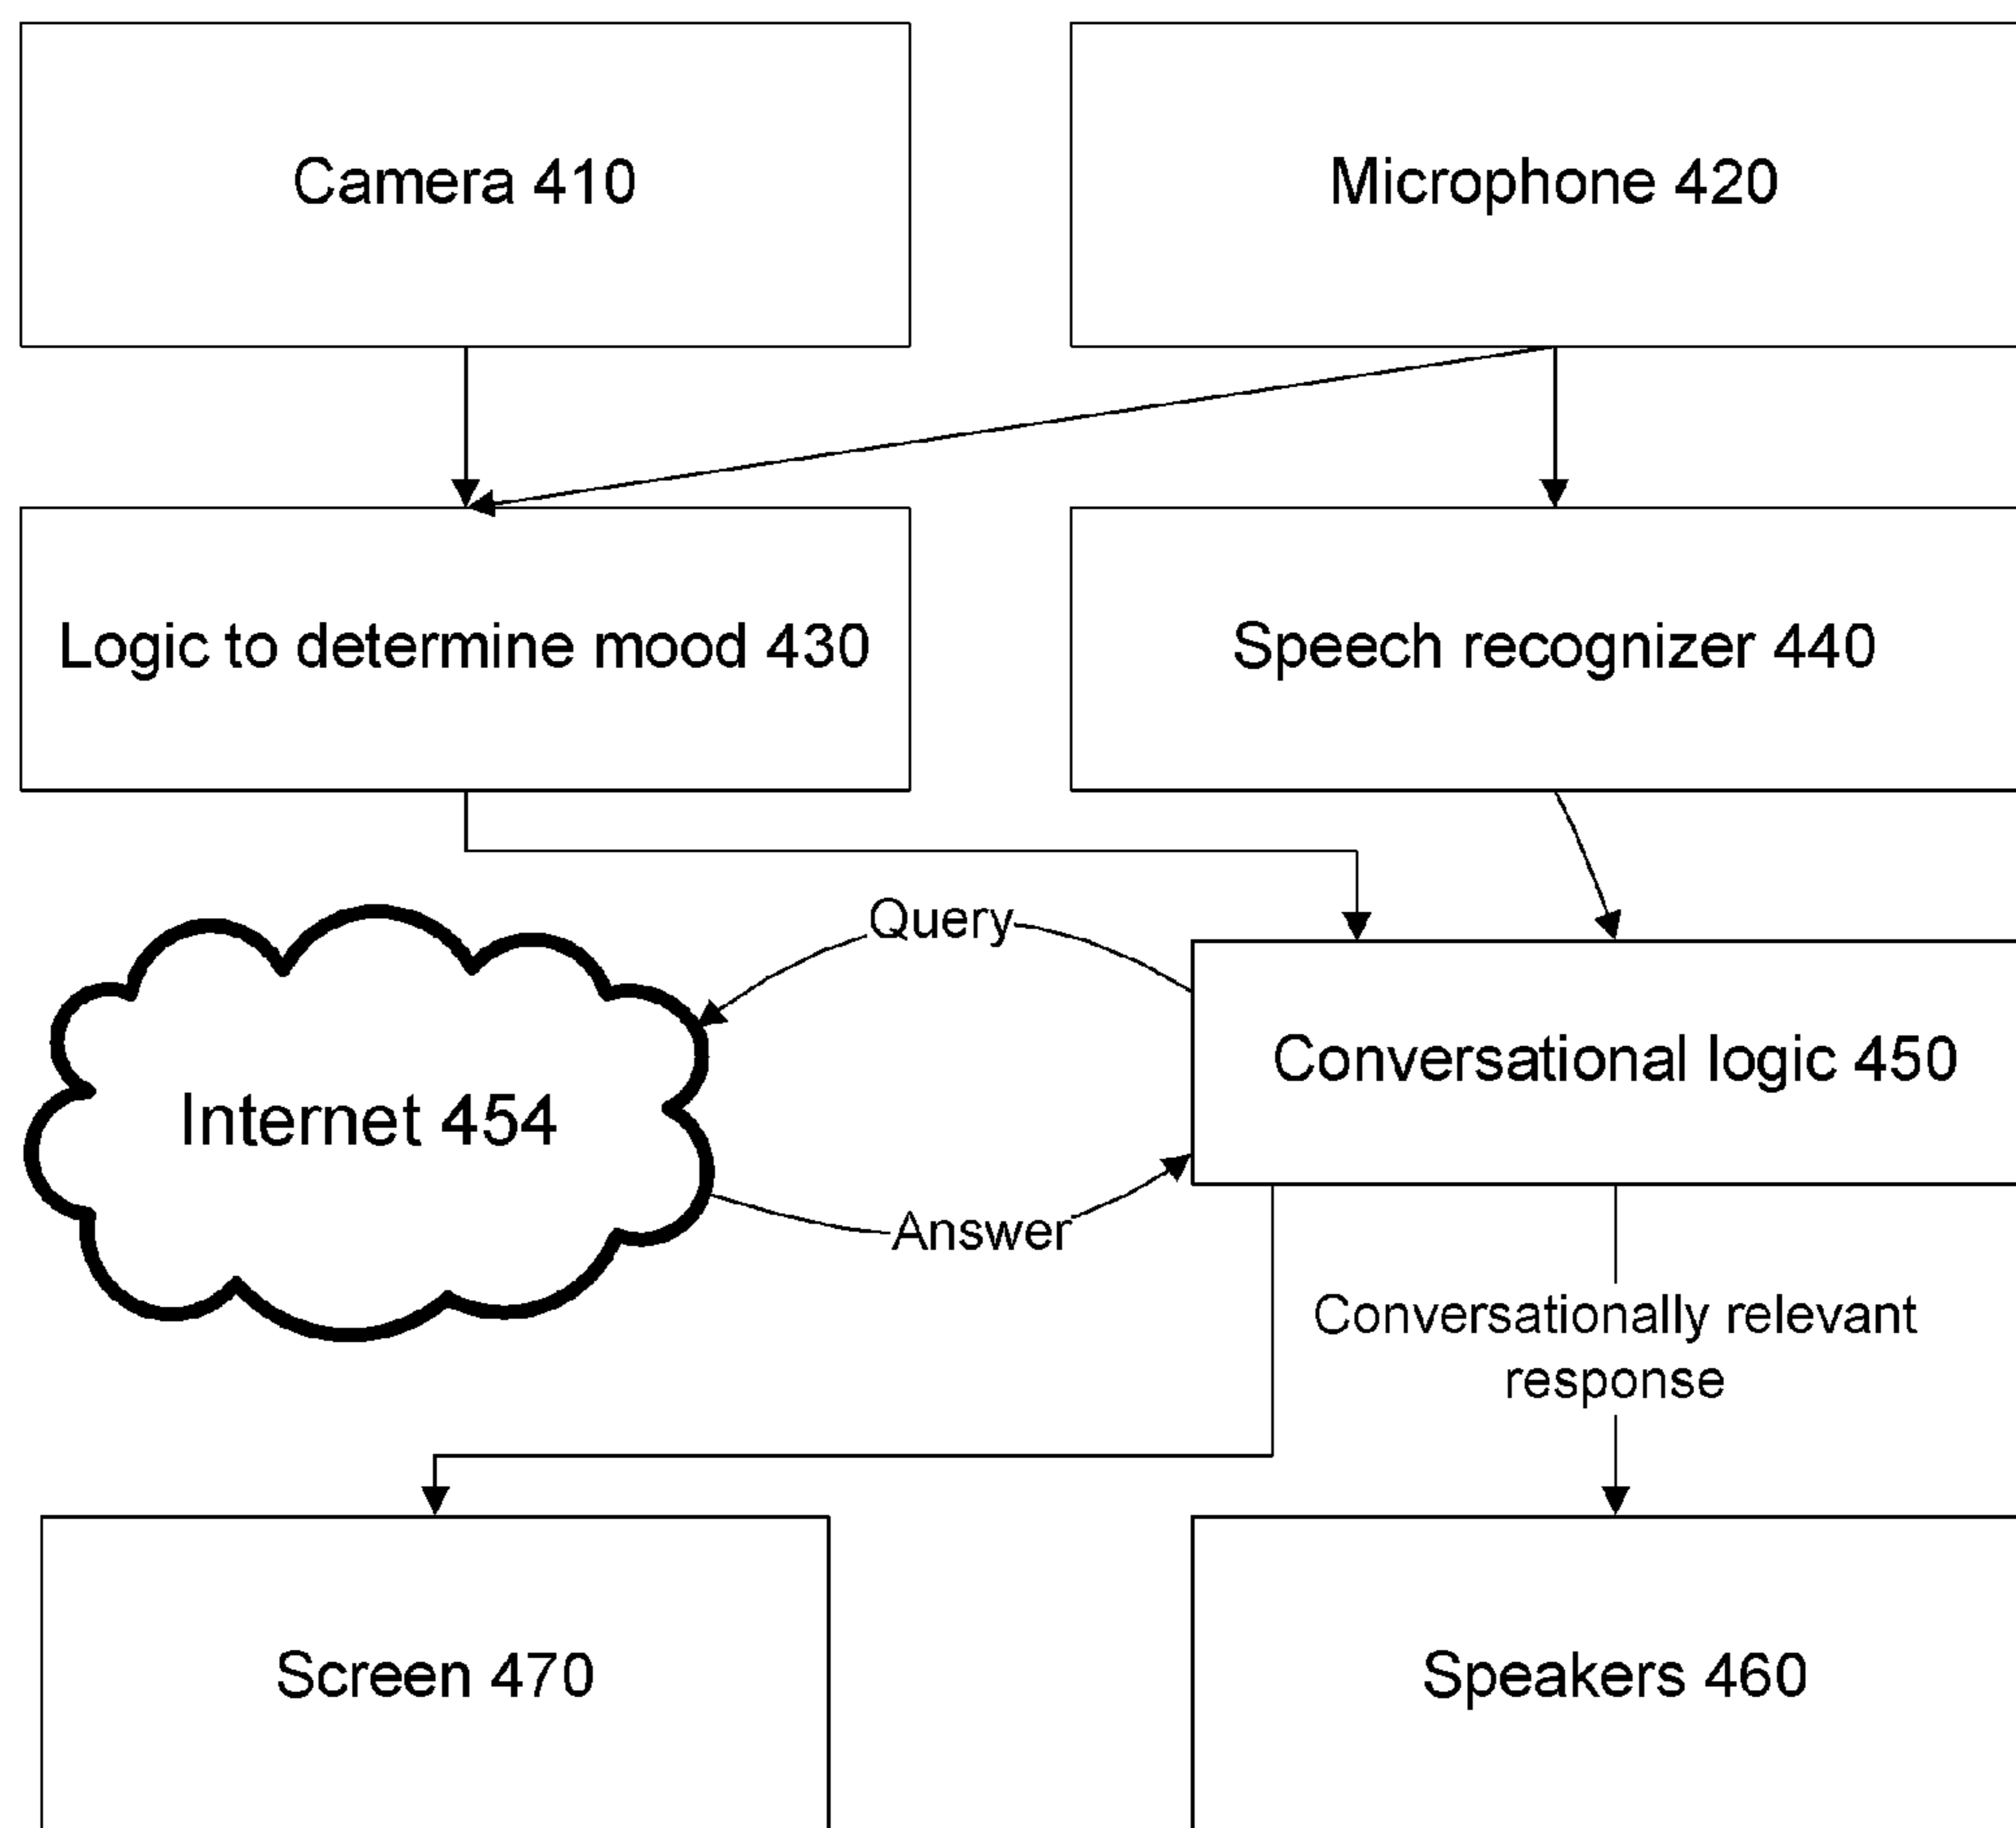 Camera 410
Microphone 420
Logic to determine mood 430
Speech recognizer 440
Query
Conversational logic 450
Internet 454
Answer
Conversationally relevant
response
Screen 470
Speakers 460